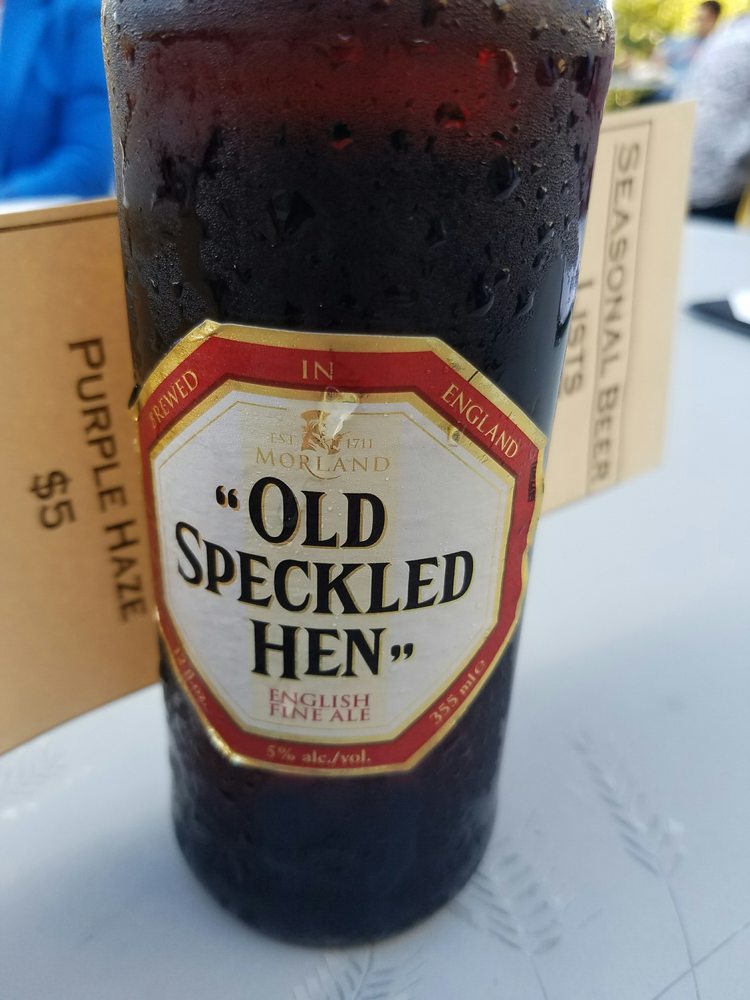 BREWED IN ENGLAND
EST 1711
MORLAND
“OLD
SPECKLED
HEN”
ENGLISH
FINE ALE
12 fl.oz. 5% alc./vol. 355 ml e
PURPLE HAZE
$5
SEASONAL BEER
LISTS